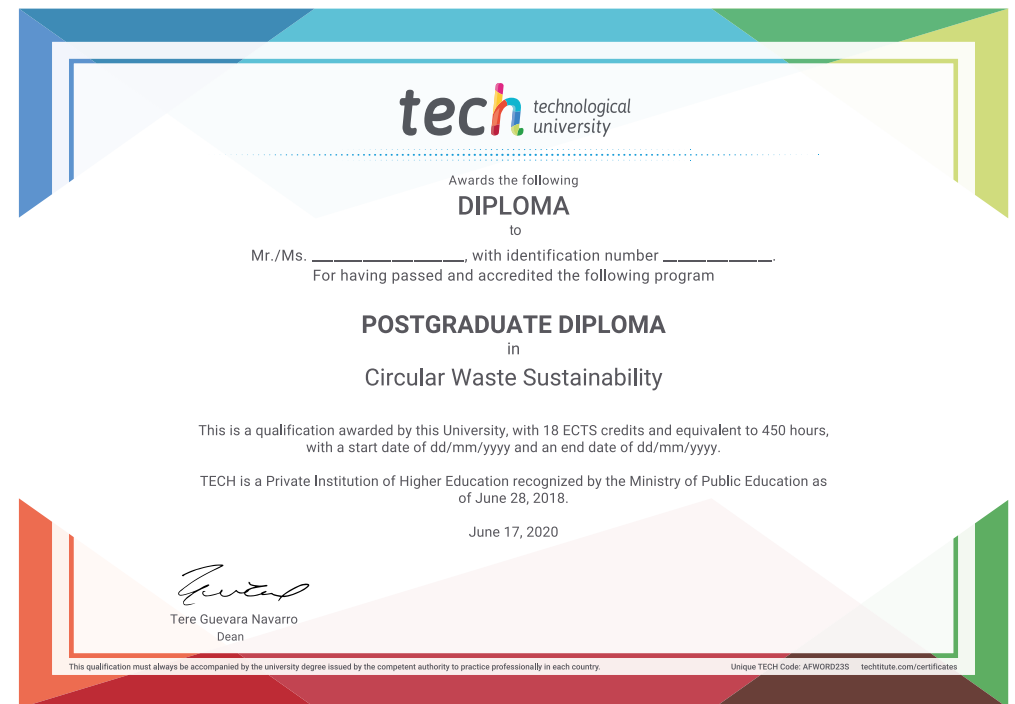 tech technological
university
Awards the following
DIPLOMA
to
Mr./Ms. ________________, with identification number ____________.
For having passed and accredited the following program
POSTGRADUATE DIPLOMA
in
Circular Waste Sustainability
This is a qualification awarded by this University, with 18 ECTS credits and equivalent to 450 hours,
with a start date of dd/mm/yyyy and an end date of dd/mm/yyyy.
TECH is a Private Institution of Higher Education recognized by the Ministry of Public Education as
of June 28, 2018.
June 17, 2020
Tere Guevara Navarro
Dean
This qualification must always be accompanied by the university degree issued by the competent authority to practice professionally in each country.
Unique TECH Code: AFWORD23S techtitute.com/certificates